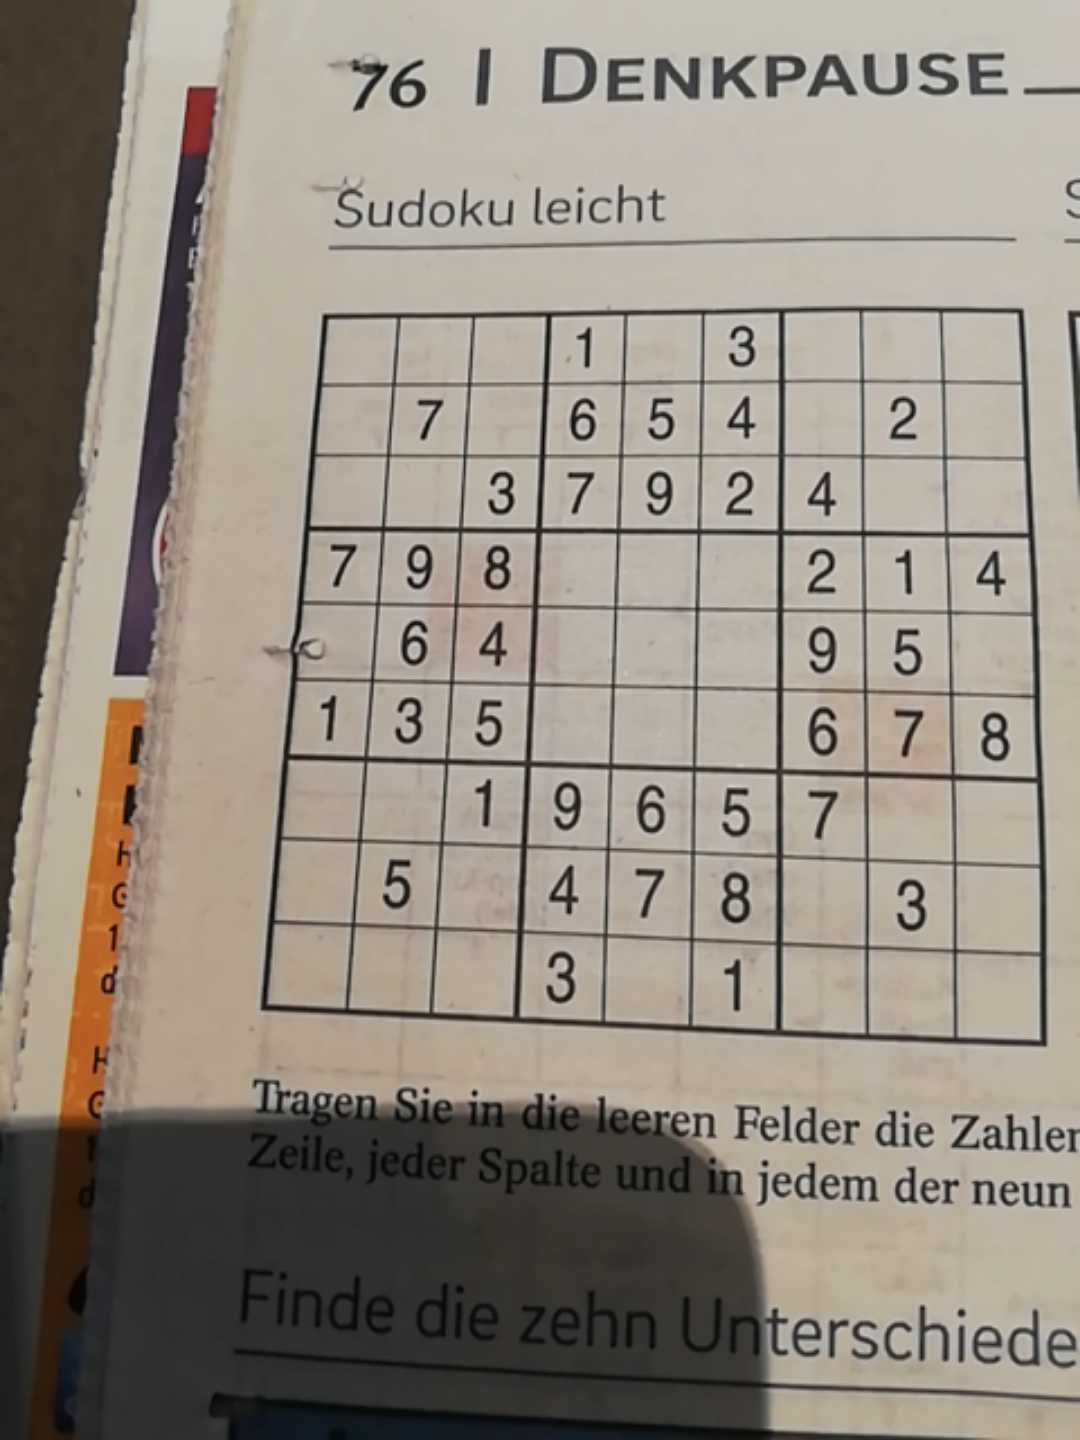 76 | DENKPAUSE
Sudoku leicht
1 3
7 6 5 4 2
3 7 9 2 4
7 9 8 2 1 4
6 4 9 5
1 3 5 6 7 8
1 9 6 5 7
5 4 7 8 3
3 1
Tragen Sie in die leeren Felder die Zahlen
Zeile, jeder Spalte und in jedem der neun
Finde die zehn Unterschiede